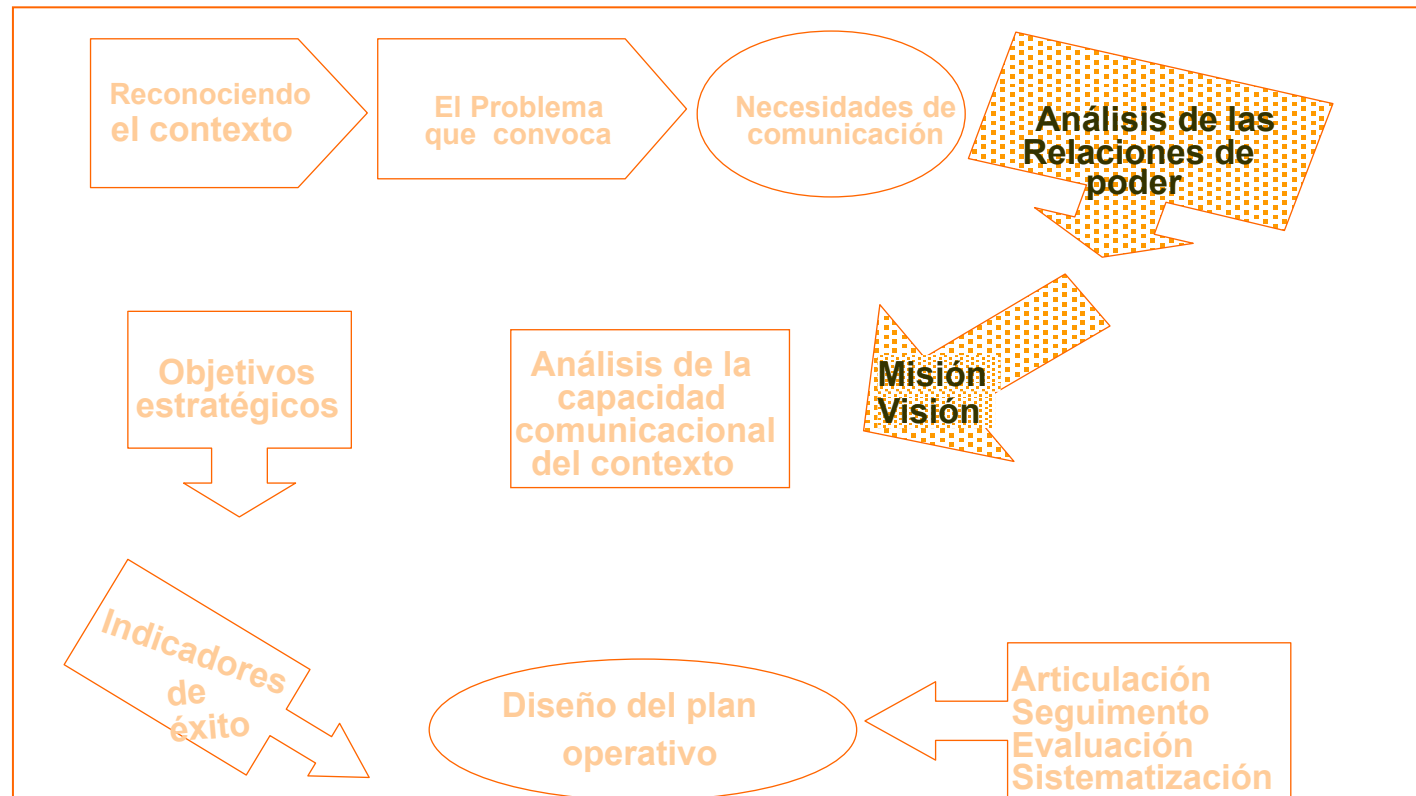 Reconociendo
el contexto
El Problema
que convoca
Necesidades de
comunicación
Análisis de las
Relaciones de
poder
Objetivos
estratégicos
Análisis de la
capacidad
comunicacional
del contexto
Misión
Visión
Indicadores
de
éxito
Diseño del plan
operativo
Articulación
Seguimento
Evaluación
Sistematización